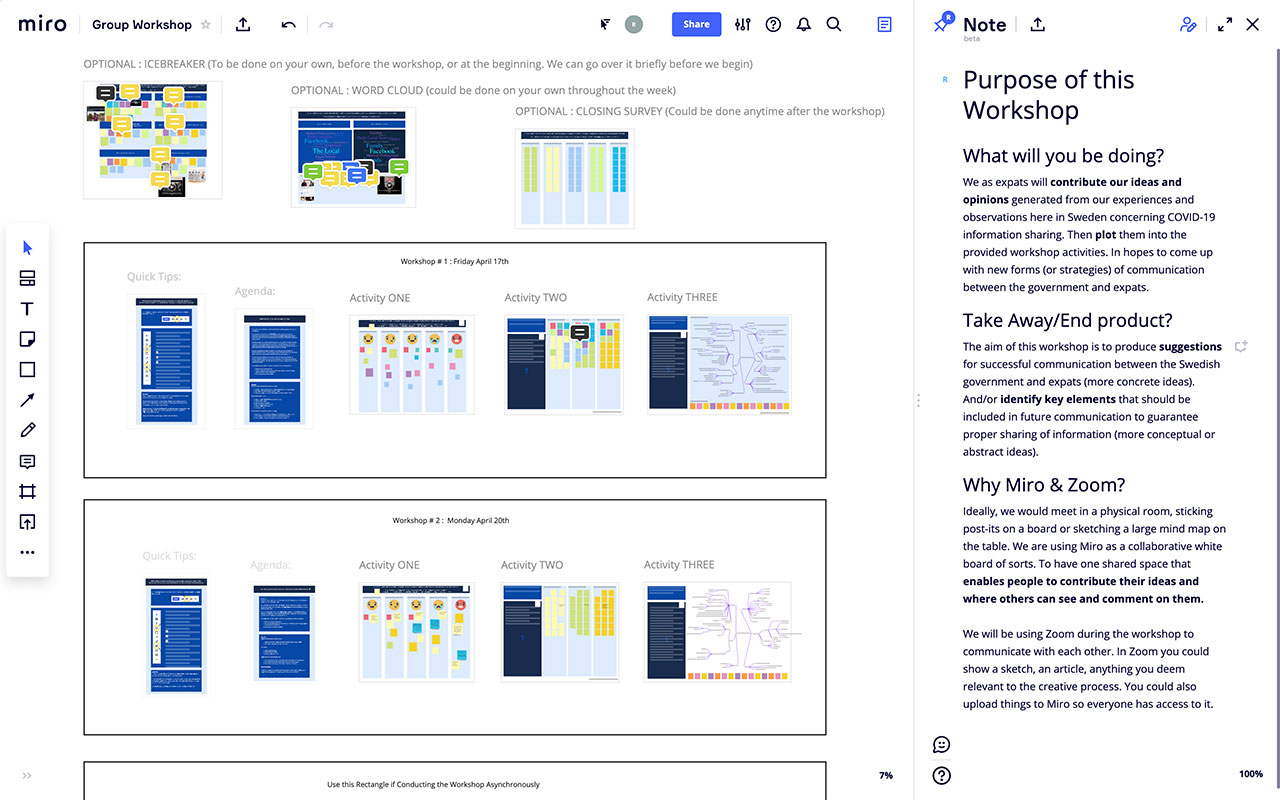 miro
Group Workshop
R
Share
R
Note
beta
OPTIONAL : ICEBREAKER (To be done on your own, before the workshop, or at the beginning. We can go over it briefly before we begin)
OPTIONAL : WORD CLOUD (could be done on your own throughout the week)
OPTIONAL : CLOSING SURVEY (Could be done anytime after the workshop)
Facebook
The Local
Family
Facebook
Workshop # 1 : Friday April 17th
Quick Tips:
Agenda:
Activity ONE
Activity TWO
Activity THREE
1
Workshop # 2 : Monday April 20th
Quick Tips:
Agenda:
Activity ONE
Activity TWO
Activity THREE
1
Use this Rectangle if Conducting the Workshop Asynchronously
7%
R
Purpose of this
Workshop
What will you be doing?
We as expats will contribute our ideas and
opinions generated from our experiences and
observations here in Sweden concerning COVID-19
information sharing. Then plot them into the
provided workshop activities. In hopes to come up
with new forms (or strategies) of communication
between the government and expats.
Take Away/End product?
The aim of this workshop is to produce suggestions
for successful communication between the Swedish
government and expats (more concrete ideas).
And/or identify key elements that should be
included in future communication to guarantee
proper sharing of information (more conceptual or
abstract ideas).
Why Miro & Zoom?
Ideally, we would meet in a physical room, sticking
post-its on a board or sketching a large mind map on
the table. We are using Miro as a collaborative white
board of sorts. To have one shared space that
enables people to contribute their ideas and
where others can see and comment on them.
We will be using Zoom during the workshop to
communicate with each other. In Zoom you could
show a sketch, an article, anything you deem
relevant to the creative process. You could also
upload things to Miro so everyone has access to it.
100%